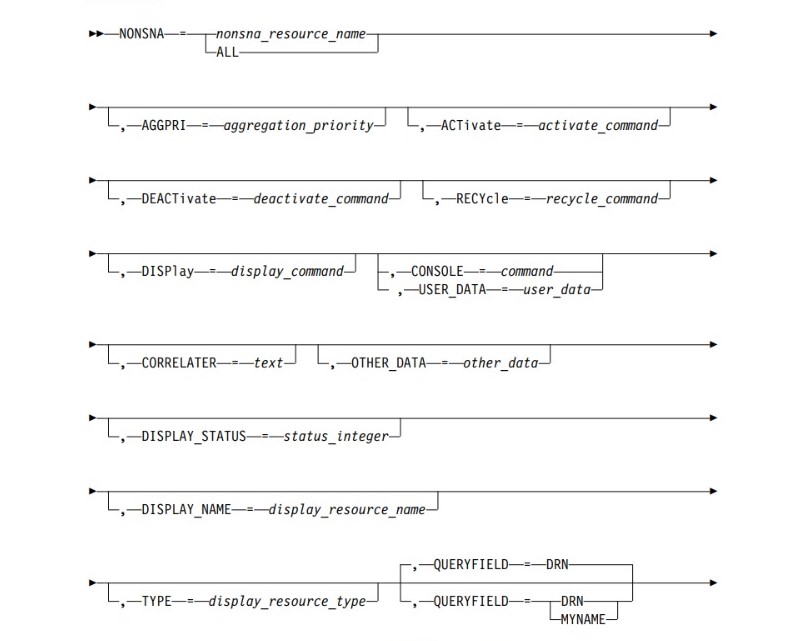 NONSNA = nonsna_resource_name
ALL
, AGGPRI = aggregation_priority , ACTivate = activate_command
, DEACTivate = deactivate_command , RECYcle = recycle_command
, DISPlay = display_command , CONSOLE = command
, USER_DATA = user_data
, CORRELATER = text , OTHER_DATA = other_data
, DISPLAY_STATUS = status_integer
, DISPLAY_NAME = display_resource_name
, QUERYFIELD = DRN
, TYPE = display_resource_type , QUERYFIELD = DRN
MYNAME